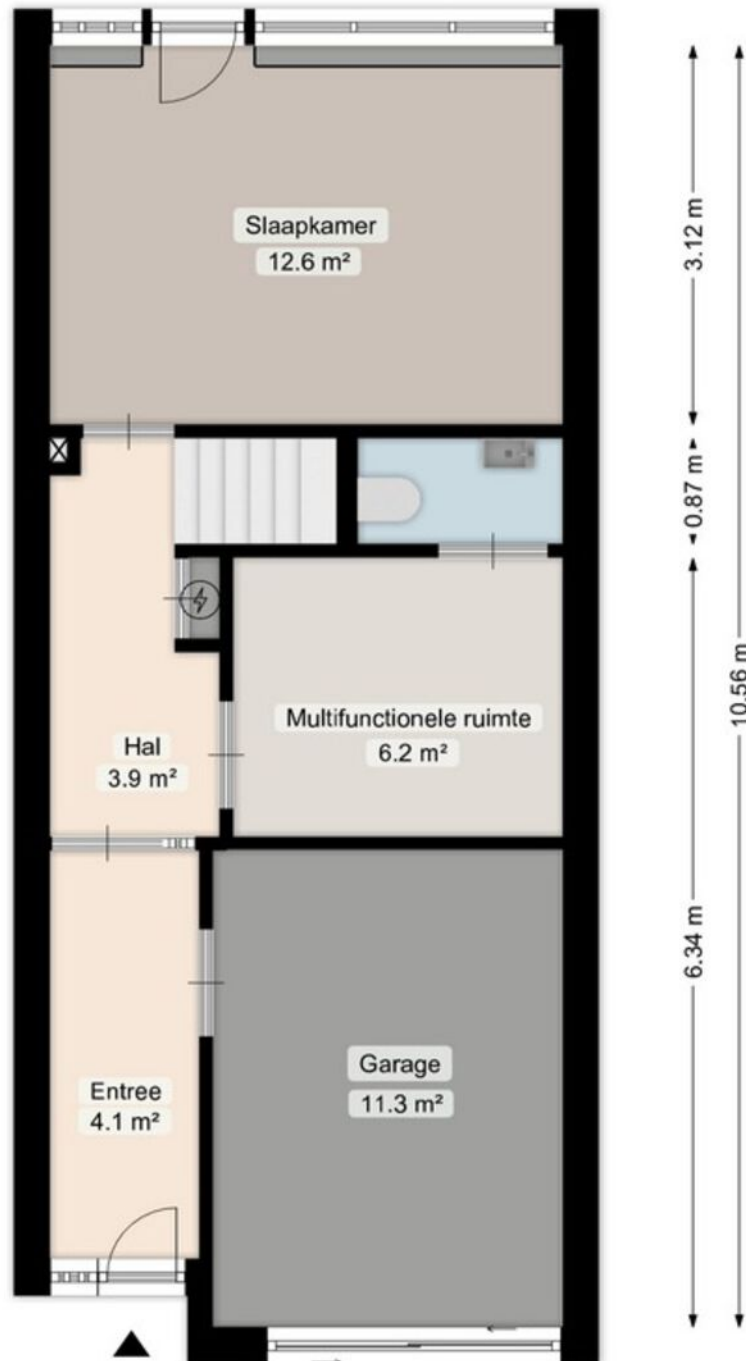 Slaapkamer
12.6 m²
3.12 m
0.87 m
10.56 m
Multifunctionele ruimte
6.2 m²
Hal
3.9 m²
6.34 m
Garage
11.3 m²
Entree
4.1 m²